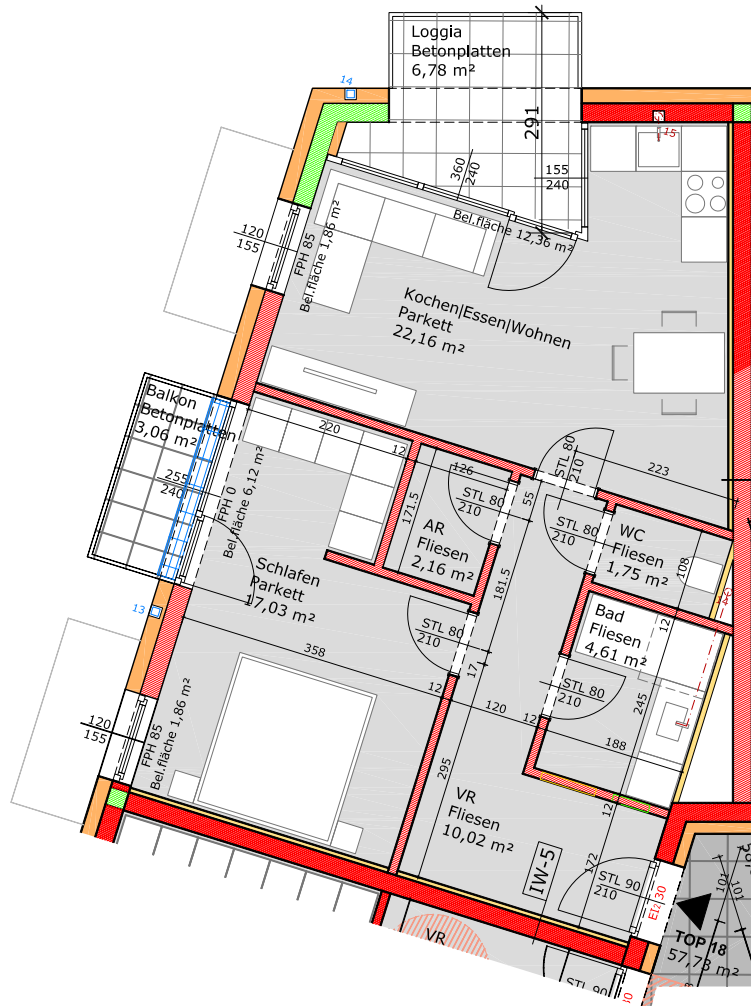 Loggia
Betonplatten
6,78 m²
14
291
15
360
240
155
240
120
155
FPH 85
Bel.fläche 1,86 m²
Bel.fläche 12,36 m²
Kochen|Essen|Wohnen
Parkett
22,16 m²
Balkon
Betonplatten
3,06 m²
220
12
126
223
STL 80
210
255
240
FPH 0
Bel.fläche 6,12 m²
171.5
STL 80
210
55
STL 80
210
AR
Fliesen
2,16 m²
WC
Fliesen
1,75 m²
108
Schlafen
Parkett
17,03 m²
181.5
13
Bad
Fliesen
4,61 m²
12
STL 80
210
358
17
STL 80
210
12
120
12
245
188
120
155
FPH 85
Bel.fläche 1,86 m²
295
VR
Fliesen
10,02 m²
12
172
IW-5
STL 90
210
EI₂ 30
101
101
TOP 18
57,73 m²
VR
STL 90
30